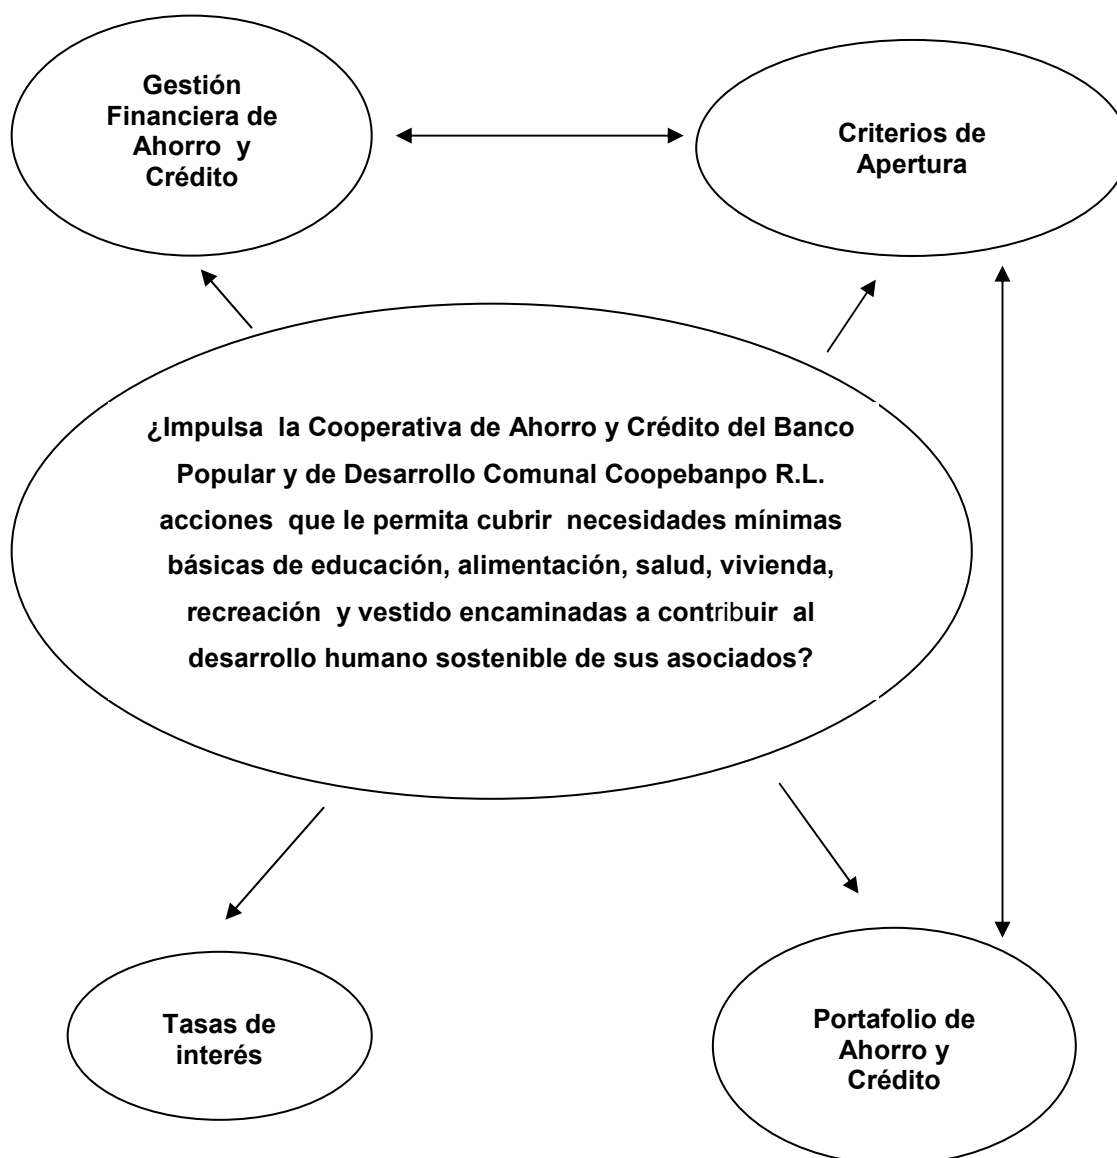 Gestión
Financiera de
Ahorro y
Crédito
Criterios de
Apertura
¿Impulsa la Cooperativa de Ahorro y Crédito del Banco
Popular y de Desarrollo Comunal Coopebanpo R.L.
acciones que le permita cubrir necesidades mínimas
básicas de educación, alimentación, salud, vivienda,
recreación y vestido encaminadas a contribuir al
desarrollo humano sostenible de sus asociados?
Tasas de
interés
Portafolio de
Ahorro y
Crédito